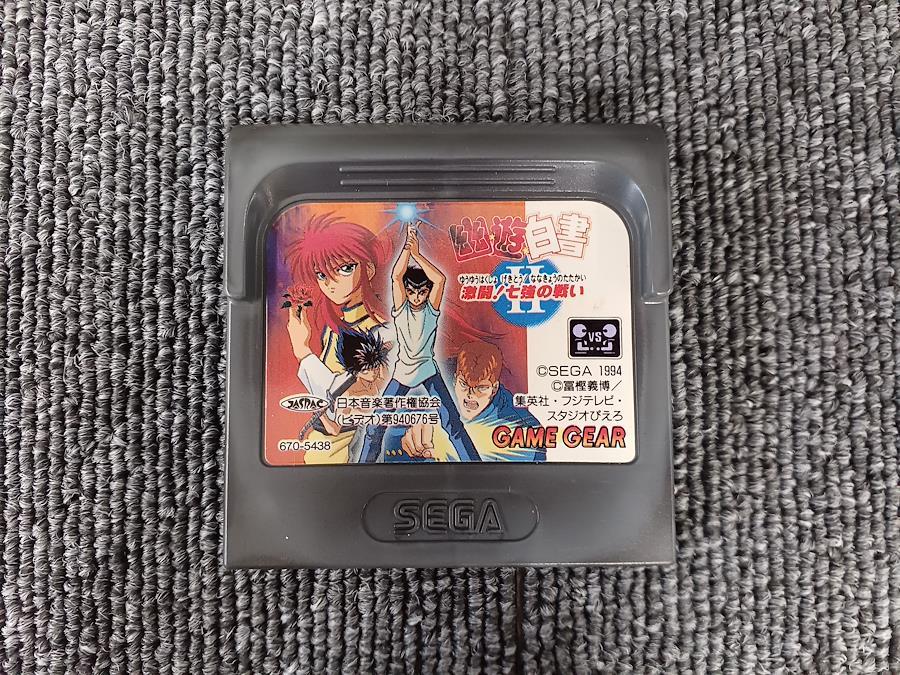 幽遊白書
II
ゆうゆうはくしょ げきとう!ななきょうのたたかい
激闘!七強の戦い
VS
©SEGA 1994
©冨樫義博/
集英社・フジテレビ・
スタジオぴえろ
GAME GEAR
JASRAC
日本音楽著作権協会
(ビデオ)第940676号
670-5438
SEGA